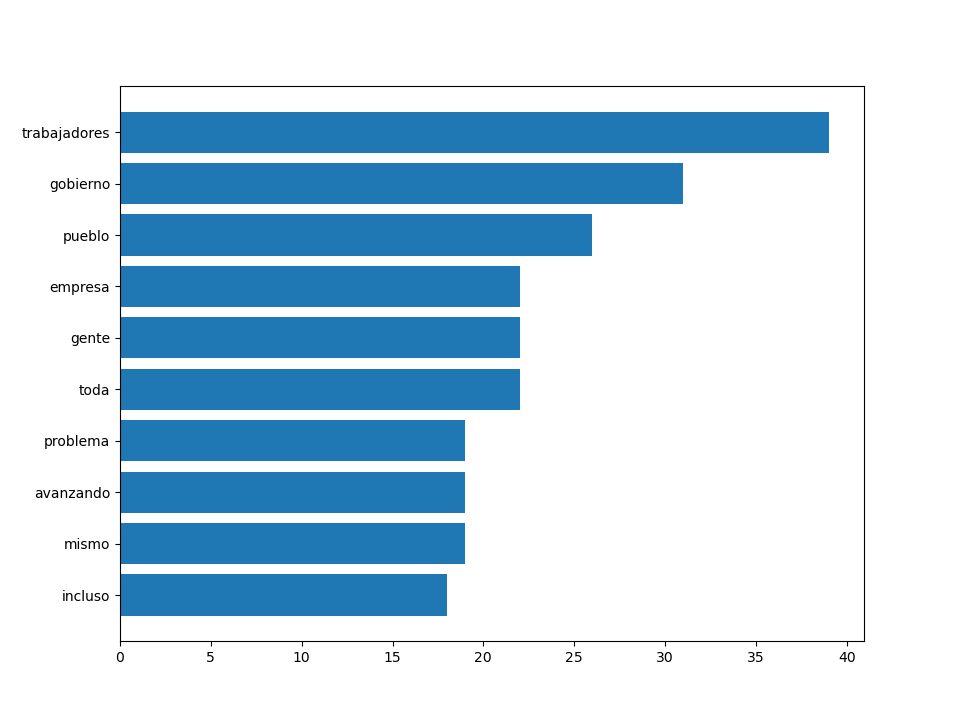 trabajadores
gobierno
pueblo
empresa
gente
toda
problema
avanzando
mismo
incluso
0 5 10 15 20 25 30 35 40